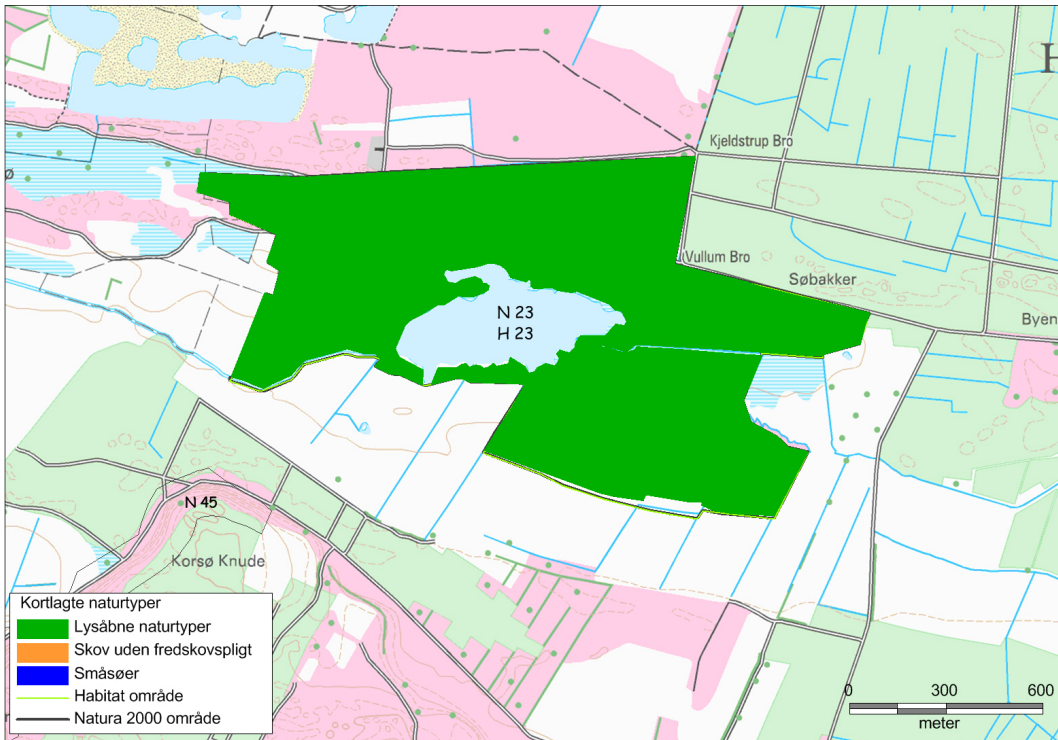 H
Kjeldstrup Bro
ø
Vullum Bro
Søbakker
N 23
H 23
Byen
N 45
Korsø Knude
Kortlagte naturtyper
Lysåbne naturtyper
Skov uden fredskovspligt
Småsøer
Habitat område
Natura 2000 område
0 300 600
meter